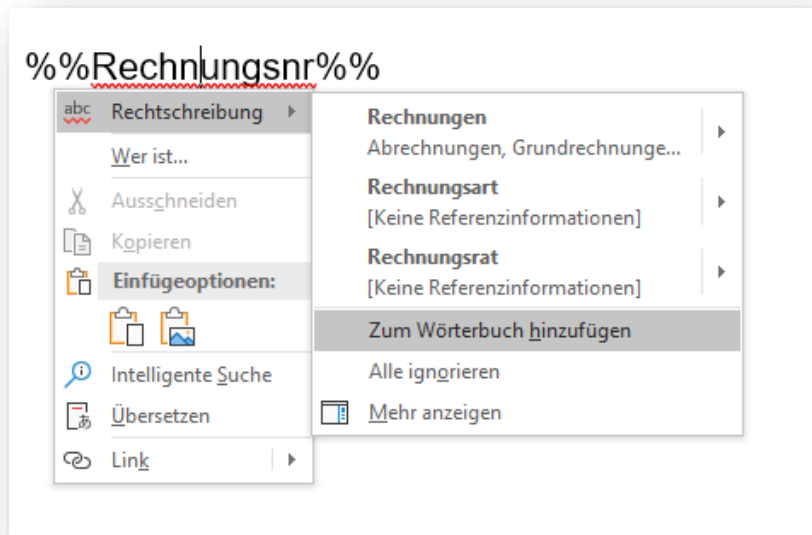 %%Rechnungsnr%%
abc Rechtschreibung
Wer ist...
Ausschneiden
Kopieren
Einfügeoptionen:
Intelligente Suche
Übersetzen
Link
Rechnungen
Abrechnungen, Grundrechnunge...
Rechnungsart
[Keine Referenzinformationen]
Rechnungsrat
[Keine Referenzinformationen]
Zum Wörterbuch hinzufügen
Alle ignorieren
Mehr anzeigen